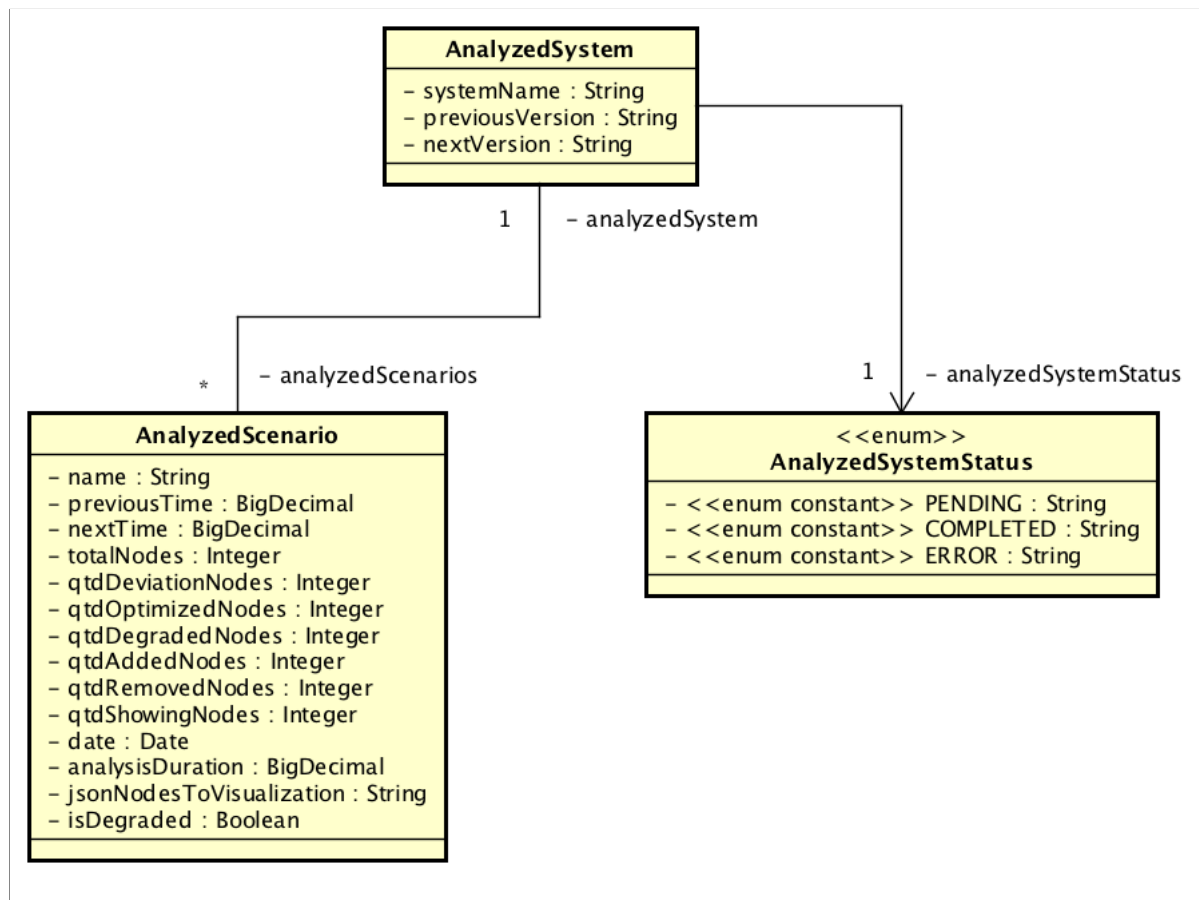 AnalyzedSystem
- systemName : String
- previousVersion : String
- nextVersion : String
1 - analyzedSystem
* - analyzedScenarios
1 - analyzedSystemStatus
AnalyzedScenario
- name : String
- previousTime : BigDecimal
- nextTime : BigDecimal
- totalNodes : Integer
- qtdDeviationNodes : Integer
- qtdOptimizedNodes : Integer
- qtdDegradedNodes : Integer
- qtdAddedNodes : Integer
- qtdRemovedNodes : Integer
- qtdShowingNodes : Integer
- date : Date
- analysisDuration : BigDecimal
- jsonNodesToVisualization : String
- isDegraded : Boolean
<<enum>>
AnalyzedSystemStatus
- <<enum constant>> PENDING : String
- <<enum constant>> COMPLETED : String
- <<enum constant>> ERROR : String